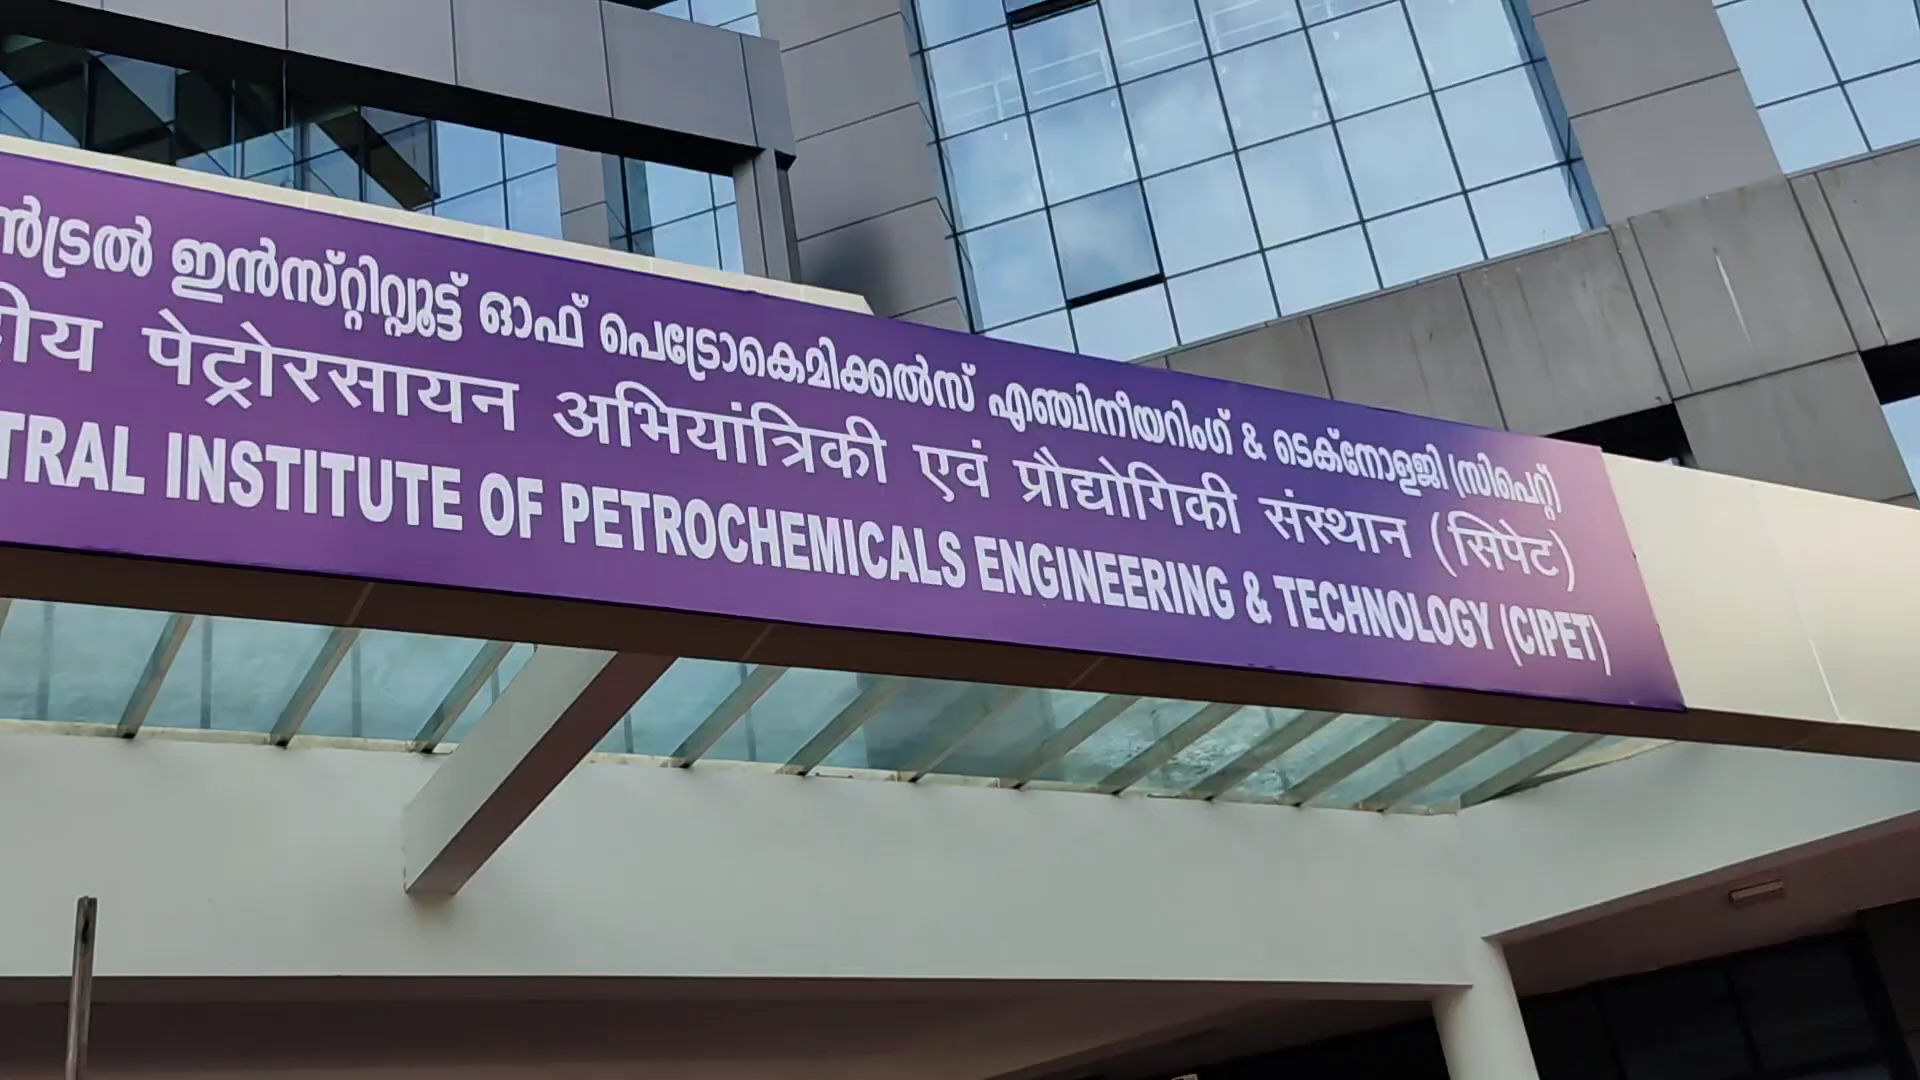 ൻട്രൽ ഇൻസ്റ്റിറ്റ്യൂട്ട് ഓഫ് പെട്രോകെമിക്കൽസ് എഞ്ചിനീയറിംഗ് & ടെക്നോളജി (സിപെറ്റ്)
ीय पेट्रोरसायन अभियांत्रिकी एवं प्रौद्योगिकी संस्थान (सिपेट)
TRAL INSTITUTE OF PETROCHEMICALS ENGINEERING & TECHNOLOGY (CIPET)